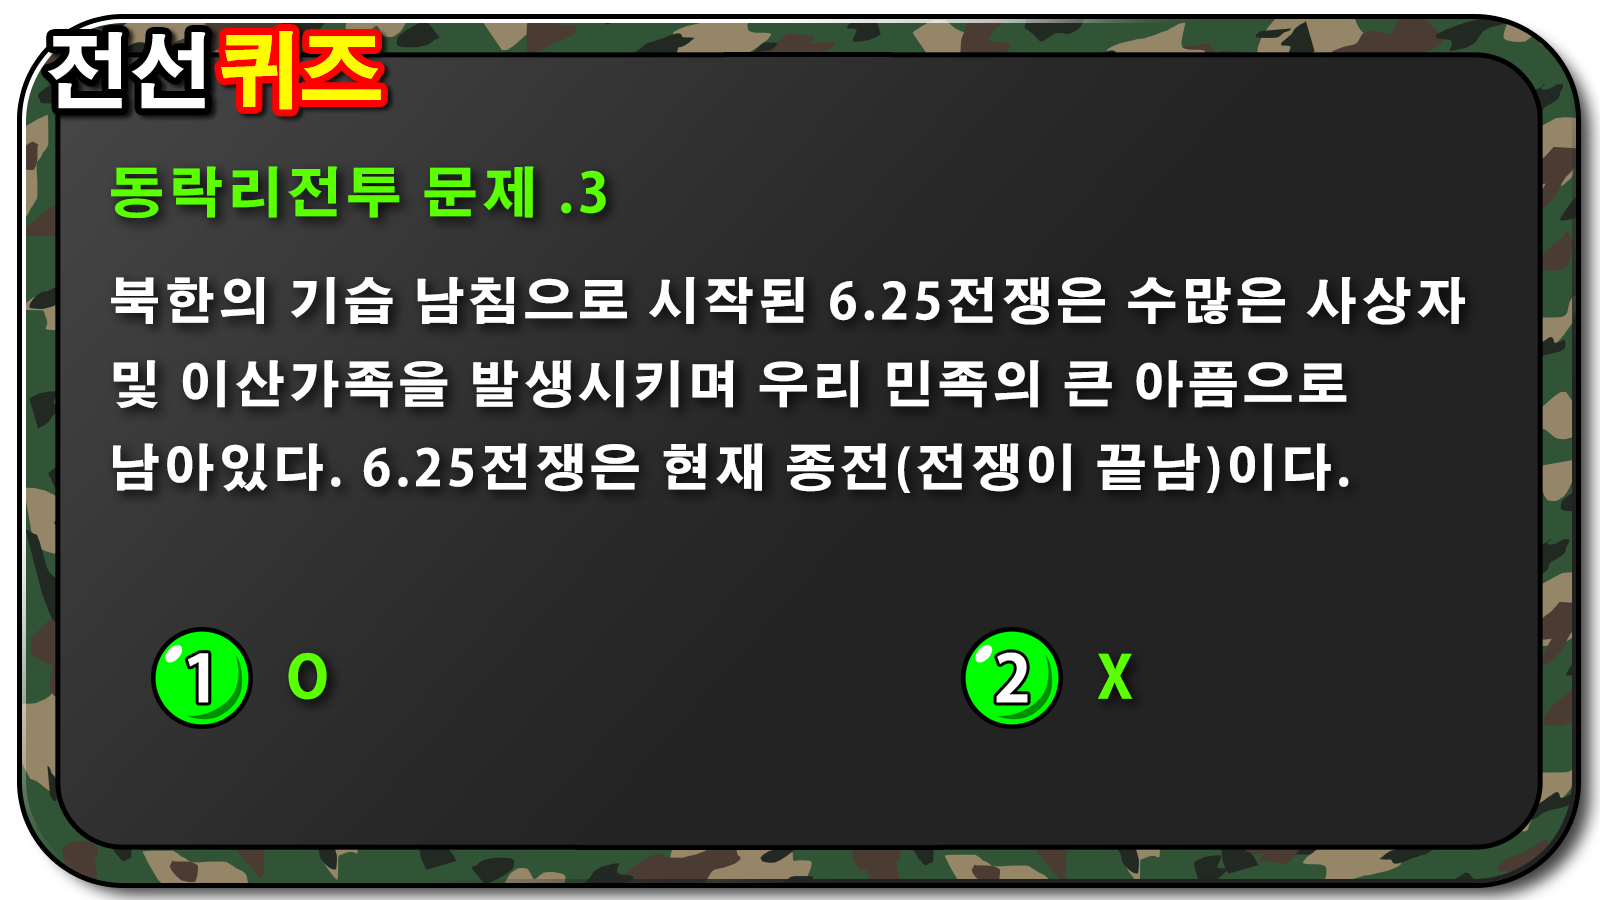 전선퀴즈
동락리전투 문제 .3
북한의 기습 남침으로 시작된 6.25전쟁은 수많은 사상자
및 이산가족을 발생시키며 우리 민족의 큰 아픔으로
남아있다. 6.25전쟁은 현재 종전(전쟁이 끝남)이다.
1 O
2 X